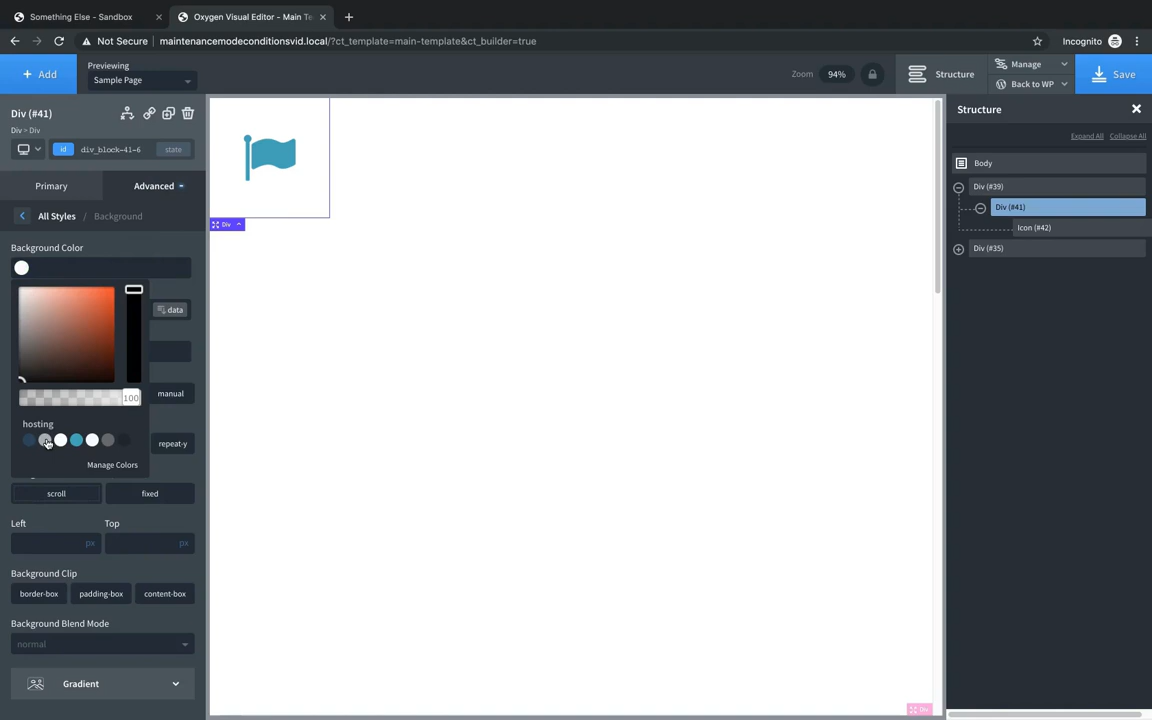 Something Else - Sandbox
Oxygen Visual Editor - Main Te
Not Secure
maintenancemodeconditionsvid.local/?ct_template=main-template&ct_builder=true
Incognito
+ Add
Previewing
Sample Page
Zoom
94%
Structure
Manage
Back to WP
Save
Div (#41)
Div > Div
id
div_block-41-6
state
Primary
Advanced
All Styles / Background
Background Color
data
100
manual
hosting
repeat-y
Manage Colors
scroll
fixed
Left
Top
px
px
Background Clip
border-box
padding-box
content-box
Background Blend Mode
normal
Gradient
Div
Div
Structure
Expand All
Collapse All
Body
Div (#39)
Div (#41)
Icon (#42)
Div (#35)